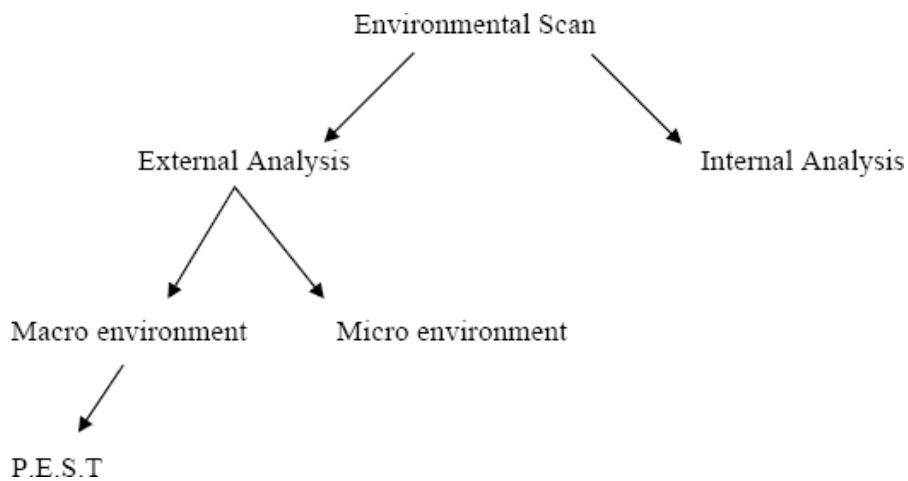 Environmental Scan
External Analysis
Internal Analysis
Macro environment
Micro environment
P.E.S.T